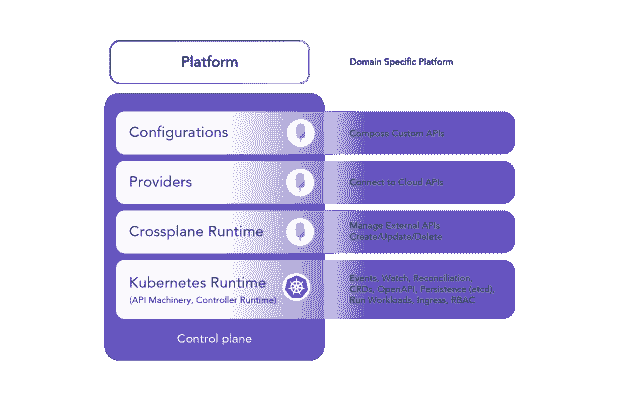 Platform
Domain Specific Platform
Configurations
Compose Custom APIs
Providers
Connect to Cloud APIs
Crossplane Runtime
Manage External APIs
Create Update Delete
Kubernetes Runtime
(API Machinery, Controller Runtime)
Events, Watch, Reconciliation,
CRDs, OpenAPI, Persistence (etcd),
Run Workloads, Ingress, RBAC
Control plane